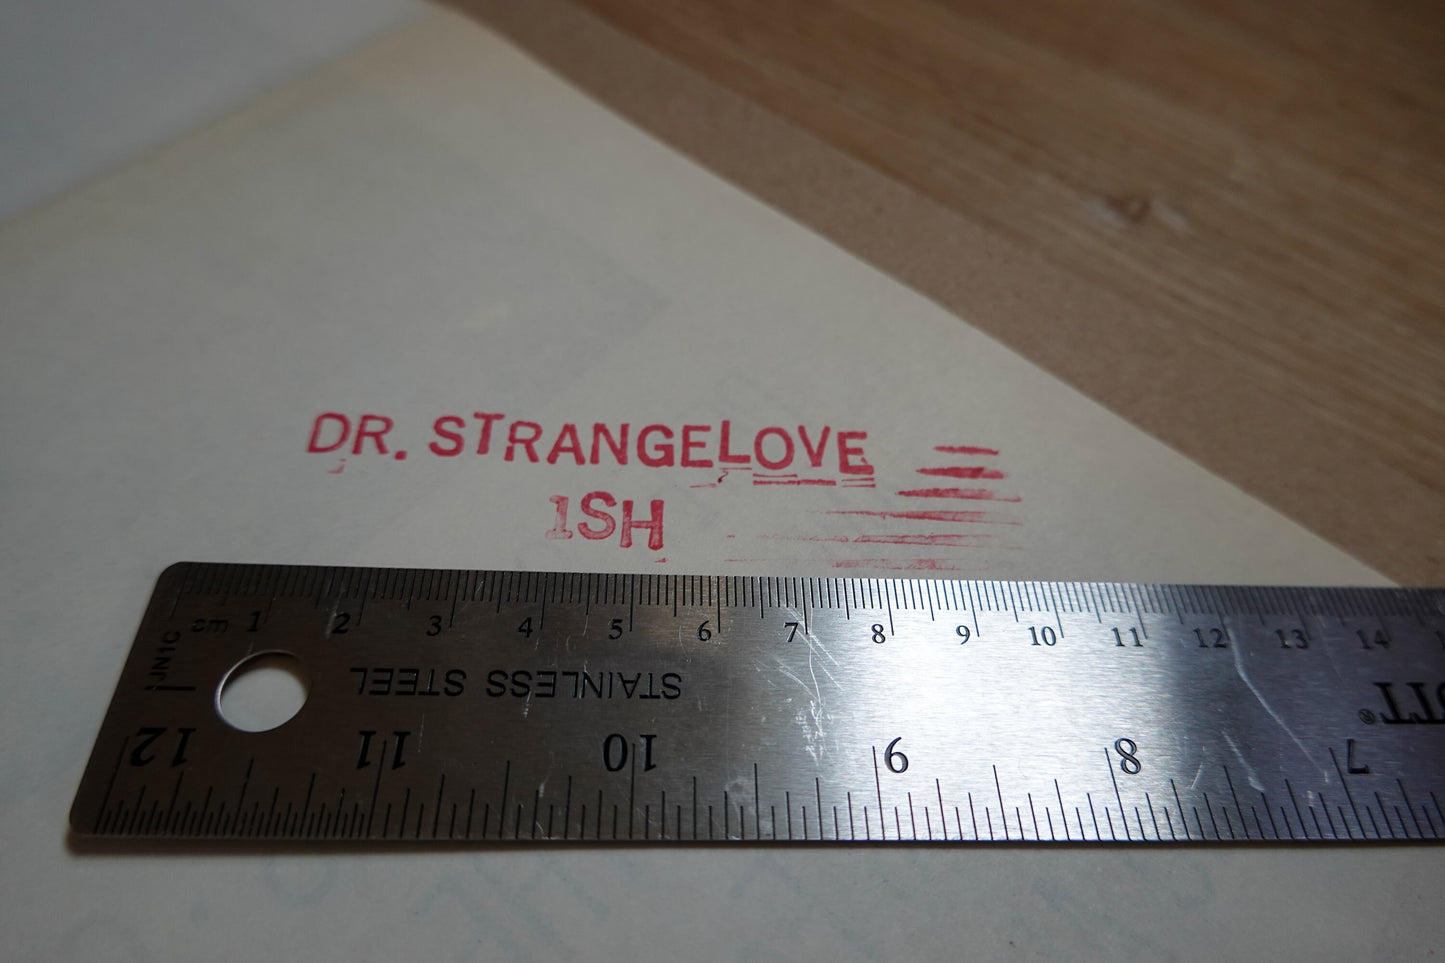 DR. STRANGELOVE
1SH
cm 1 2 3 4 5 6 7 8 9 10 11 12 13 14
STAINLESS STEEL
12 11 10 9 8 7